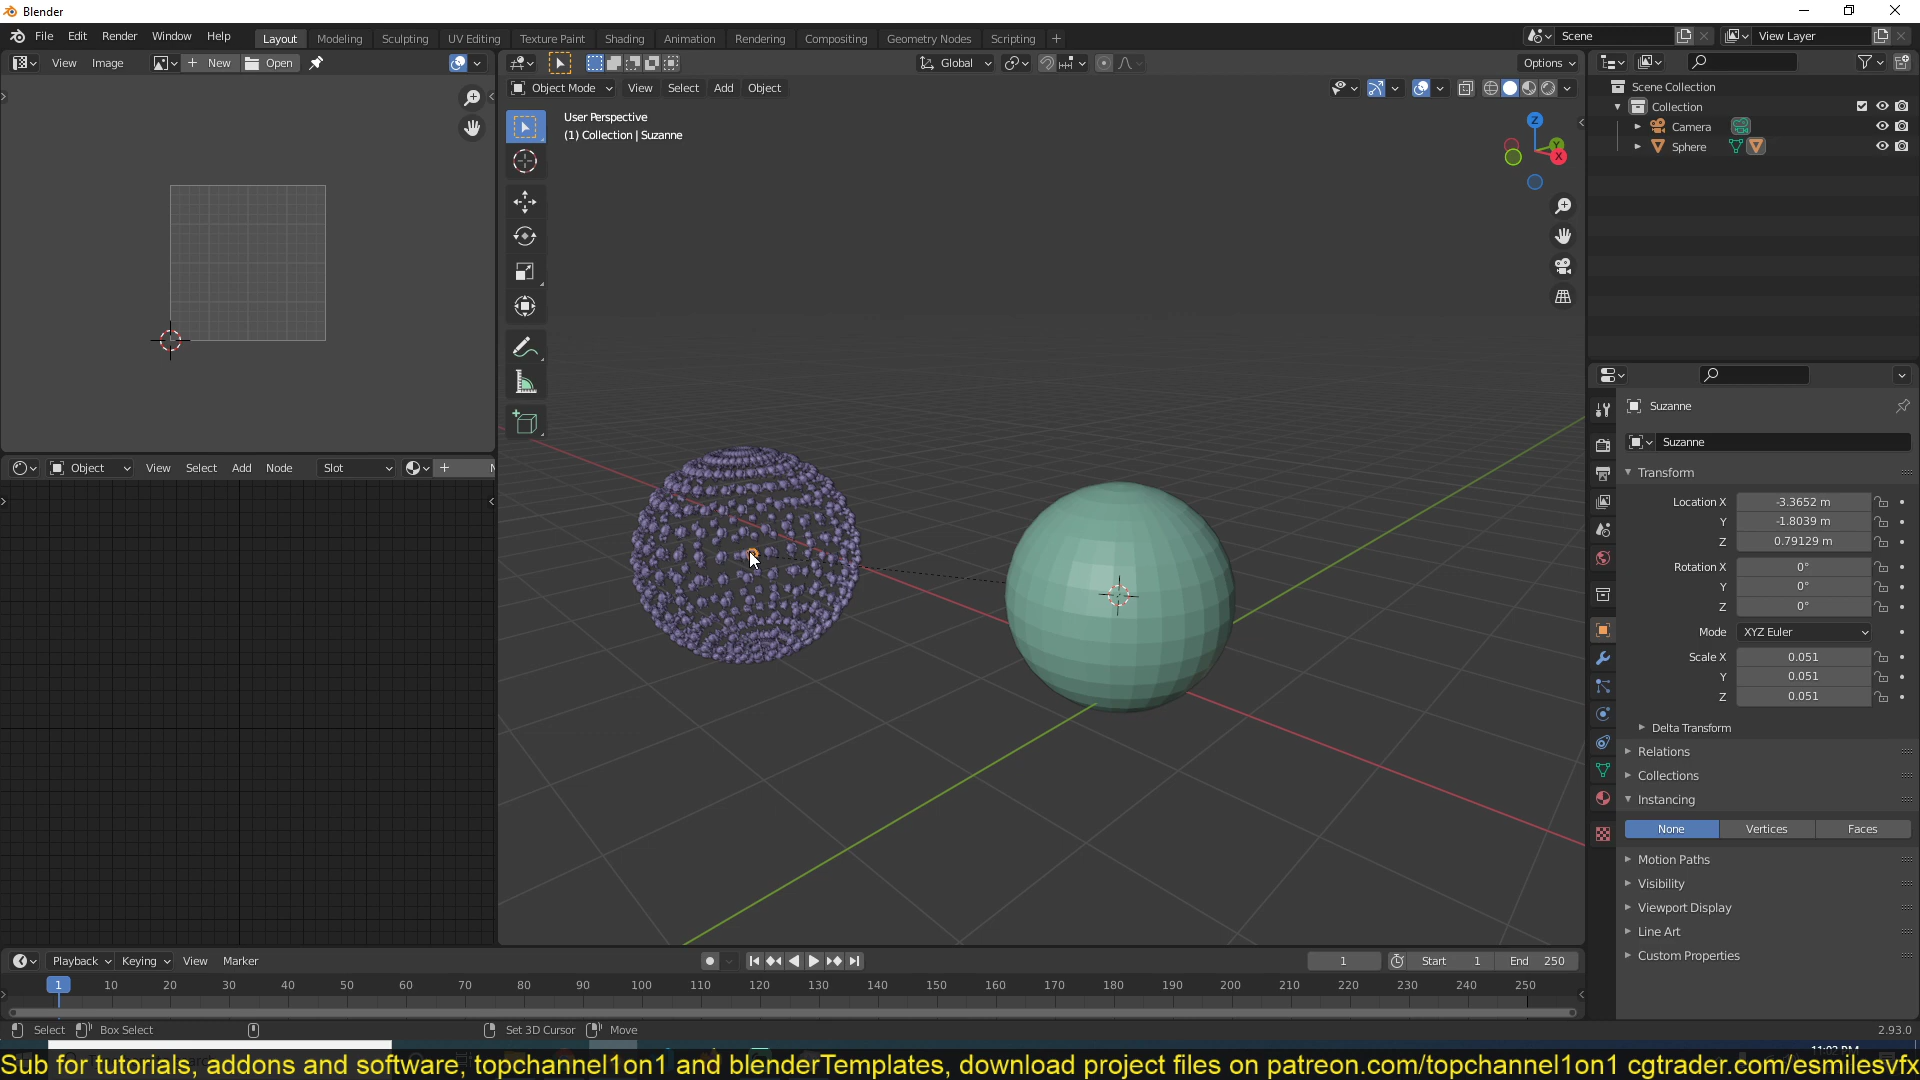 Blender
File Edit Render Window Help Layout Modeling Sculpting UV Editing Texture Paint Shading Animation Rendering Compositing Geometry Nodes Scripting + Scene View Layer
View Image New Open Global Options
Object Mode View Select Add Object
User Perspective
(1) Collection | Suzanne
Z
Y
X
Scene Collection
Collection
Camera
Sphere
Suzanne
Suzanne
Transform
Location X -3.3652 m
Y -1.8039 m
Z 0.79129 m
Rotation X 0°
Y 0°
Z 0°
Mode XYZ Euler
Scale X 0.051
Y 0.051
Z 0.051
Delta Transform
Relations
Collections
Instancing
None Vertices Faces
Motion Paths
Visibility
Viewport Display
Line Art
Custom Properties
Object View Select Add Node Slot
Playback Keying View Marker 1 Start 1 End 250
1 10 20 30 40 50 60 70 80 90 100 110 120 130 140 150 160 170 180 190 200 210 220 230 240 250
Select Box Select Set 3D Cursor Move 2.93.0
Sub for tutorials, addons and software; topchannel1on1 and blenderTemplates, download project files on patreon.com/topchannel1on1 cgtrader.com/esmilesvfx